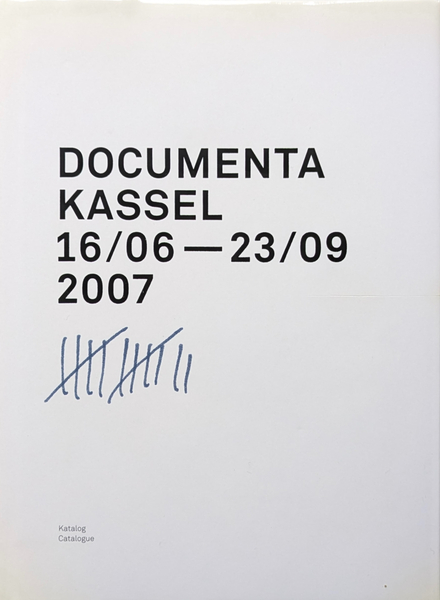 DOCUMENTA
KASSEL
16/06 — 23/09
2007
Katalog
Catalogue